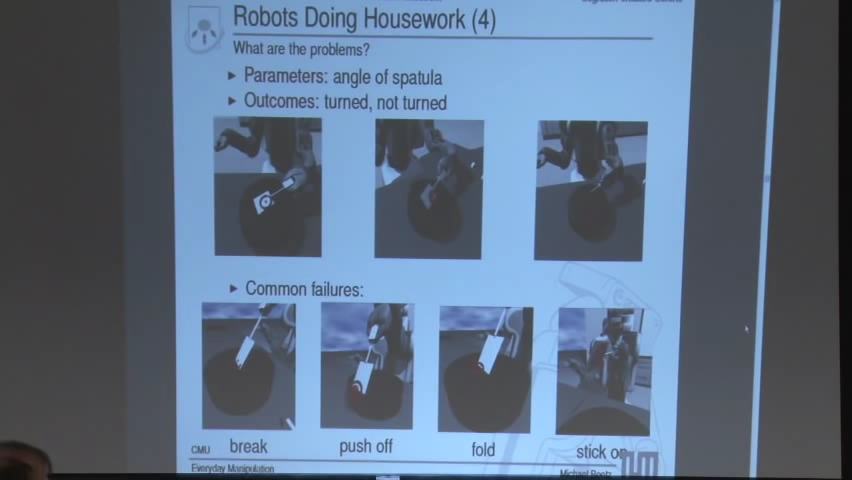 Robots Doing Housework (4)
What are the problems?
Parameters: angle of spatula
Outcomes: turned, not turned
Common failures:
break push off fold stick on
CMU
Everyday Manipulation
Michael Beetz